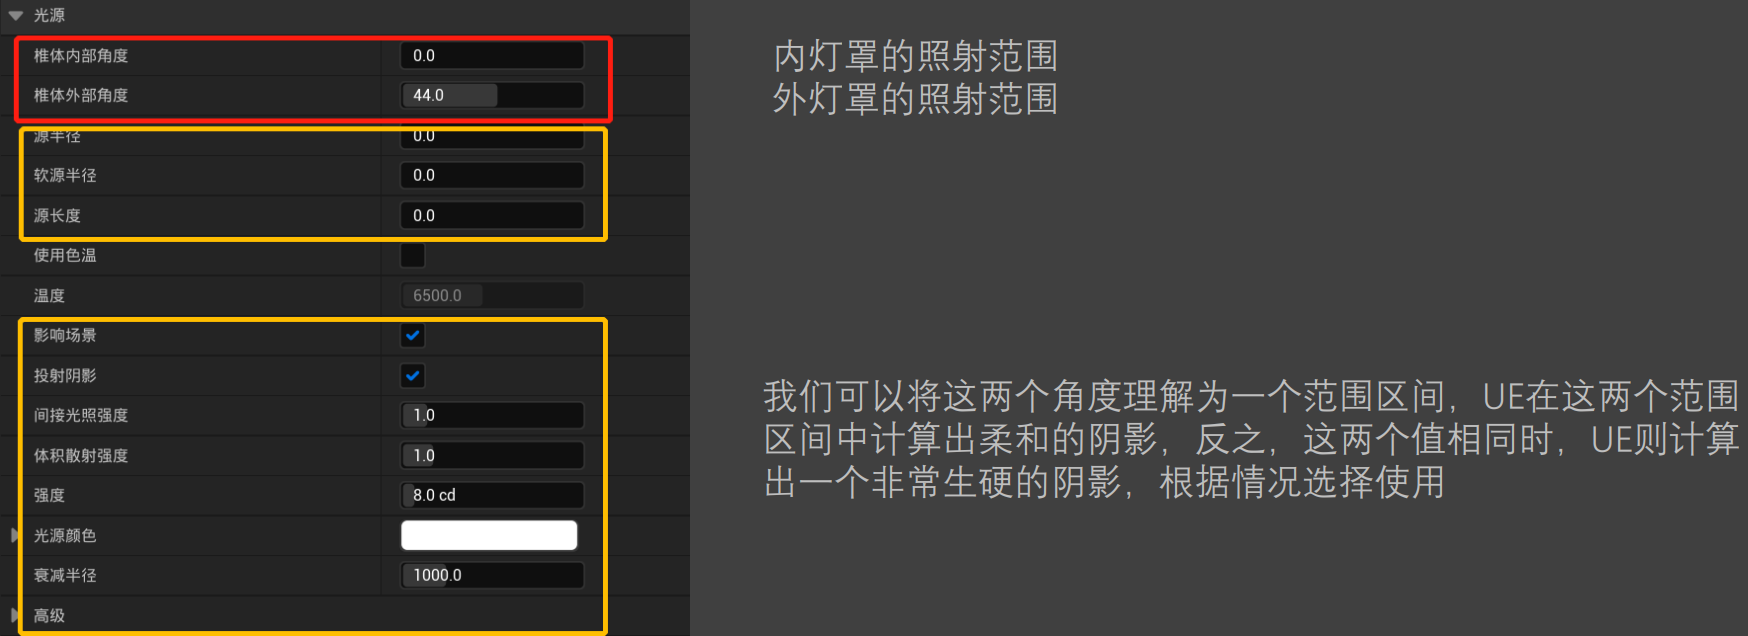 光源
椎体内部角度 0.0
椎体外部角度 44.0
源半径 0.0
软源半径 0.0
源长度 0.0
使用色温
温度 6500.0
影响场景
投射阴影
间接光照强度 1.0
体积散射强度 1.0
强度 8.0 cd
光源颜色
衰减半径 1000.0
高级
内灯罩的照射范围
外灯罩的照射范围
我们可以将这两个角度理解为一个范围区间，UE在这两个范围
区间中计算出柔和的阴影，反之，这两个值相同时，UE则计算
出一个非常生硬的阴影，根据情况选择使用